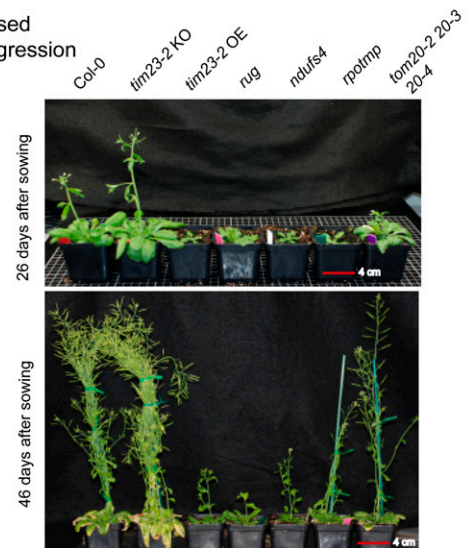 sed
gression
Col-0
tim23-2 KO
tim23-2 OE
rug
ndufs4
rpotmp
tom20-2 20-3
20-4
26 days after sowing
4 cm
46 days after sowing
4 cm